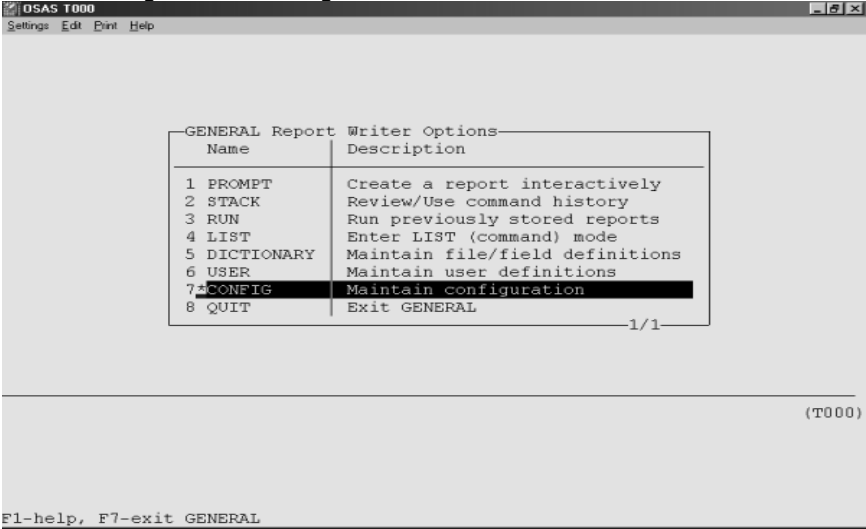 OSAS T000
Settings Edit Print Help
GENERAL Report Writer Options
Name Description
1 PROMPT Create a report interactively
2 STACK Review/Use command history
3 RUN Run previously stored reports
4 LIST Enter LIST (command) mode
5 DICTIONARY Maintain file/field definitions
6 USER Maintain user definitions
7*CONFIG Maintain configuration
8 QUIT Exit GENERAL
1/1
(T000)
F1-help, F7-exit GENERAL